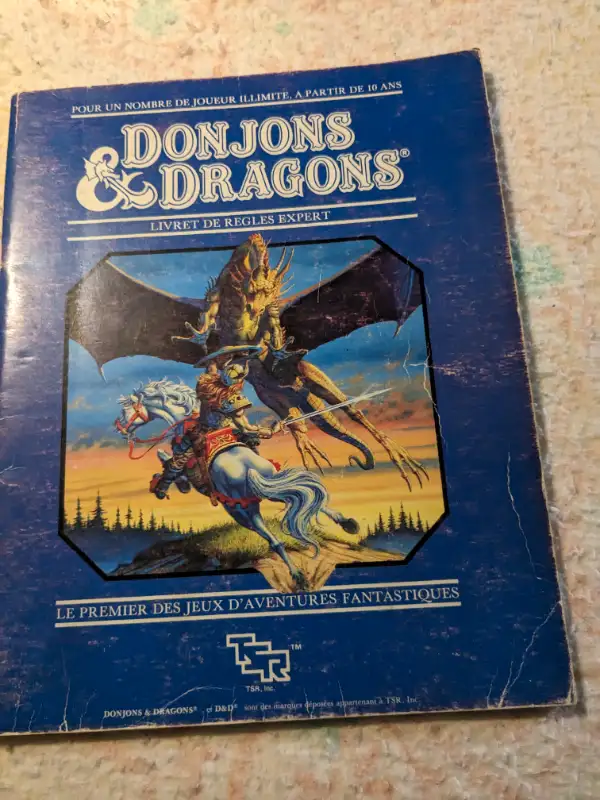 POUR UN NOMBRE DE JOUEUR ILLIMITE, A PARTIR DE 10 ANS
DONJONS
& DRAGONS®
LIVRET DE REGLES EXPERT
LE PREMIER DES JEUX D'AVENTURES FANTASTIQUES
TSR™
TSR, Inc.
DONJONS & DRAGONS® et D&D® sont des marques déposées appartenant à TSR, Inc.